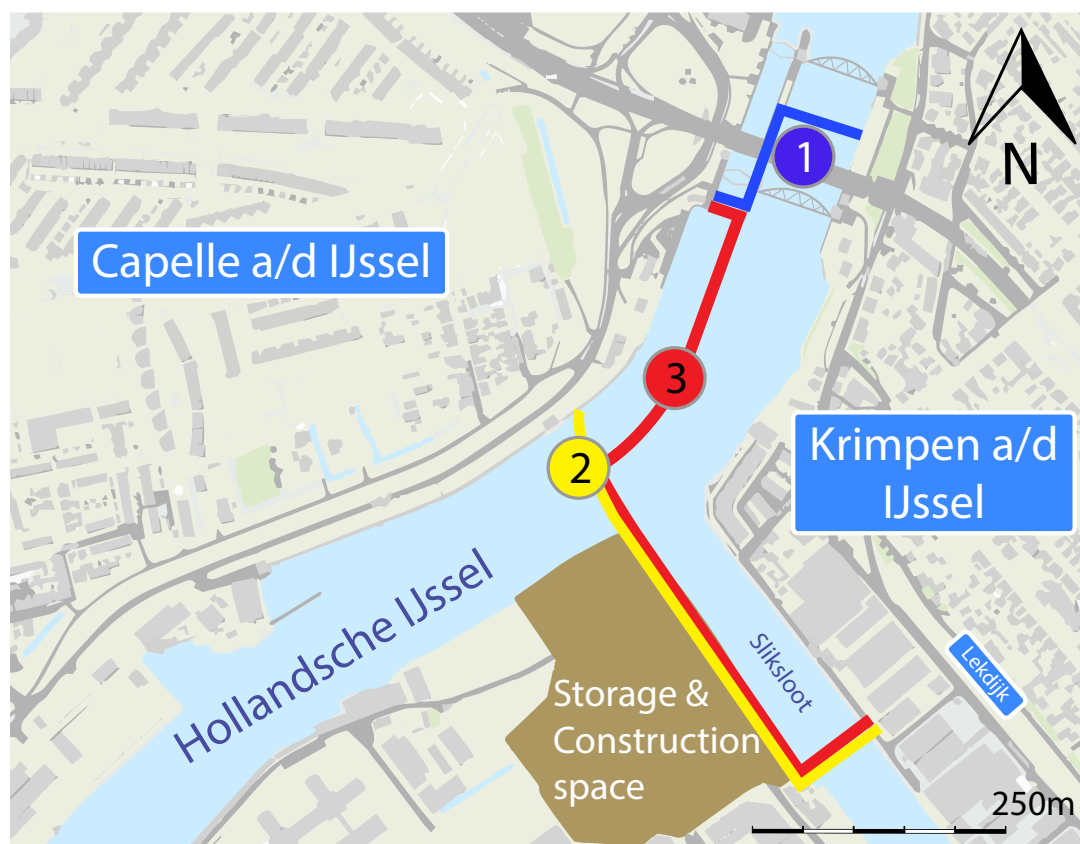 1
N
Capelle a/d IJssel
3
Krimpen a/d
IJssel
2
Hollandsche IJssel
Sliksloot
Lekdijk
Storage &
Construction
space
250m